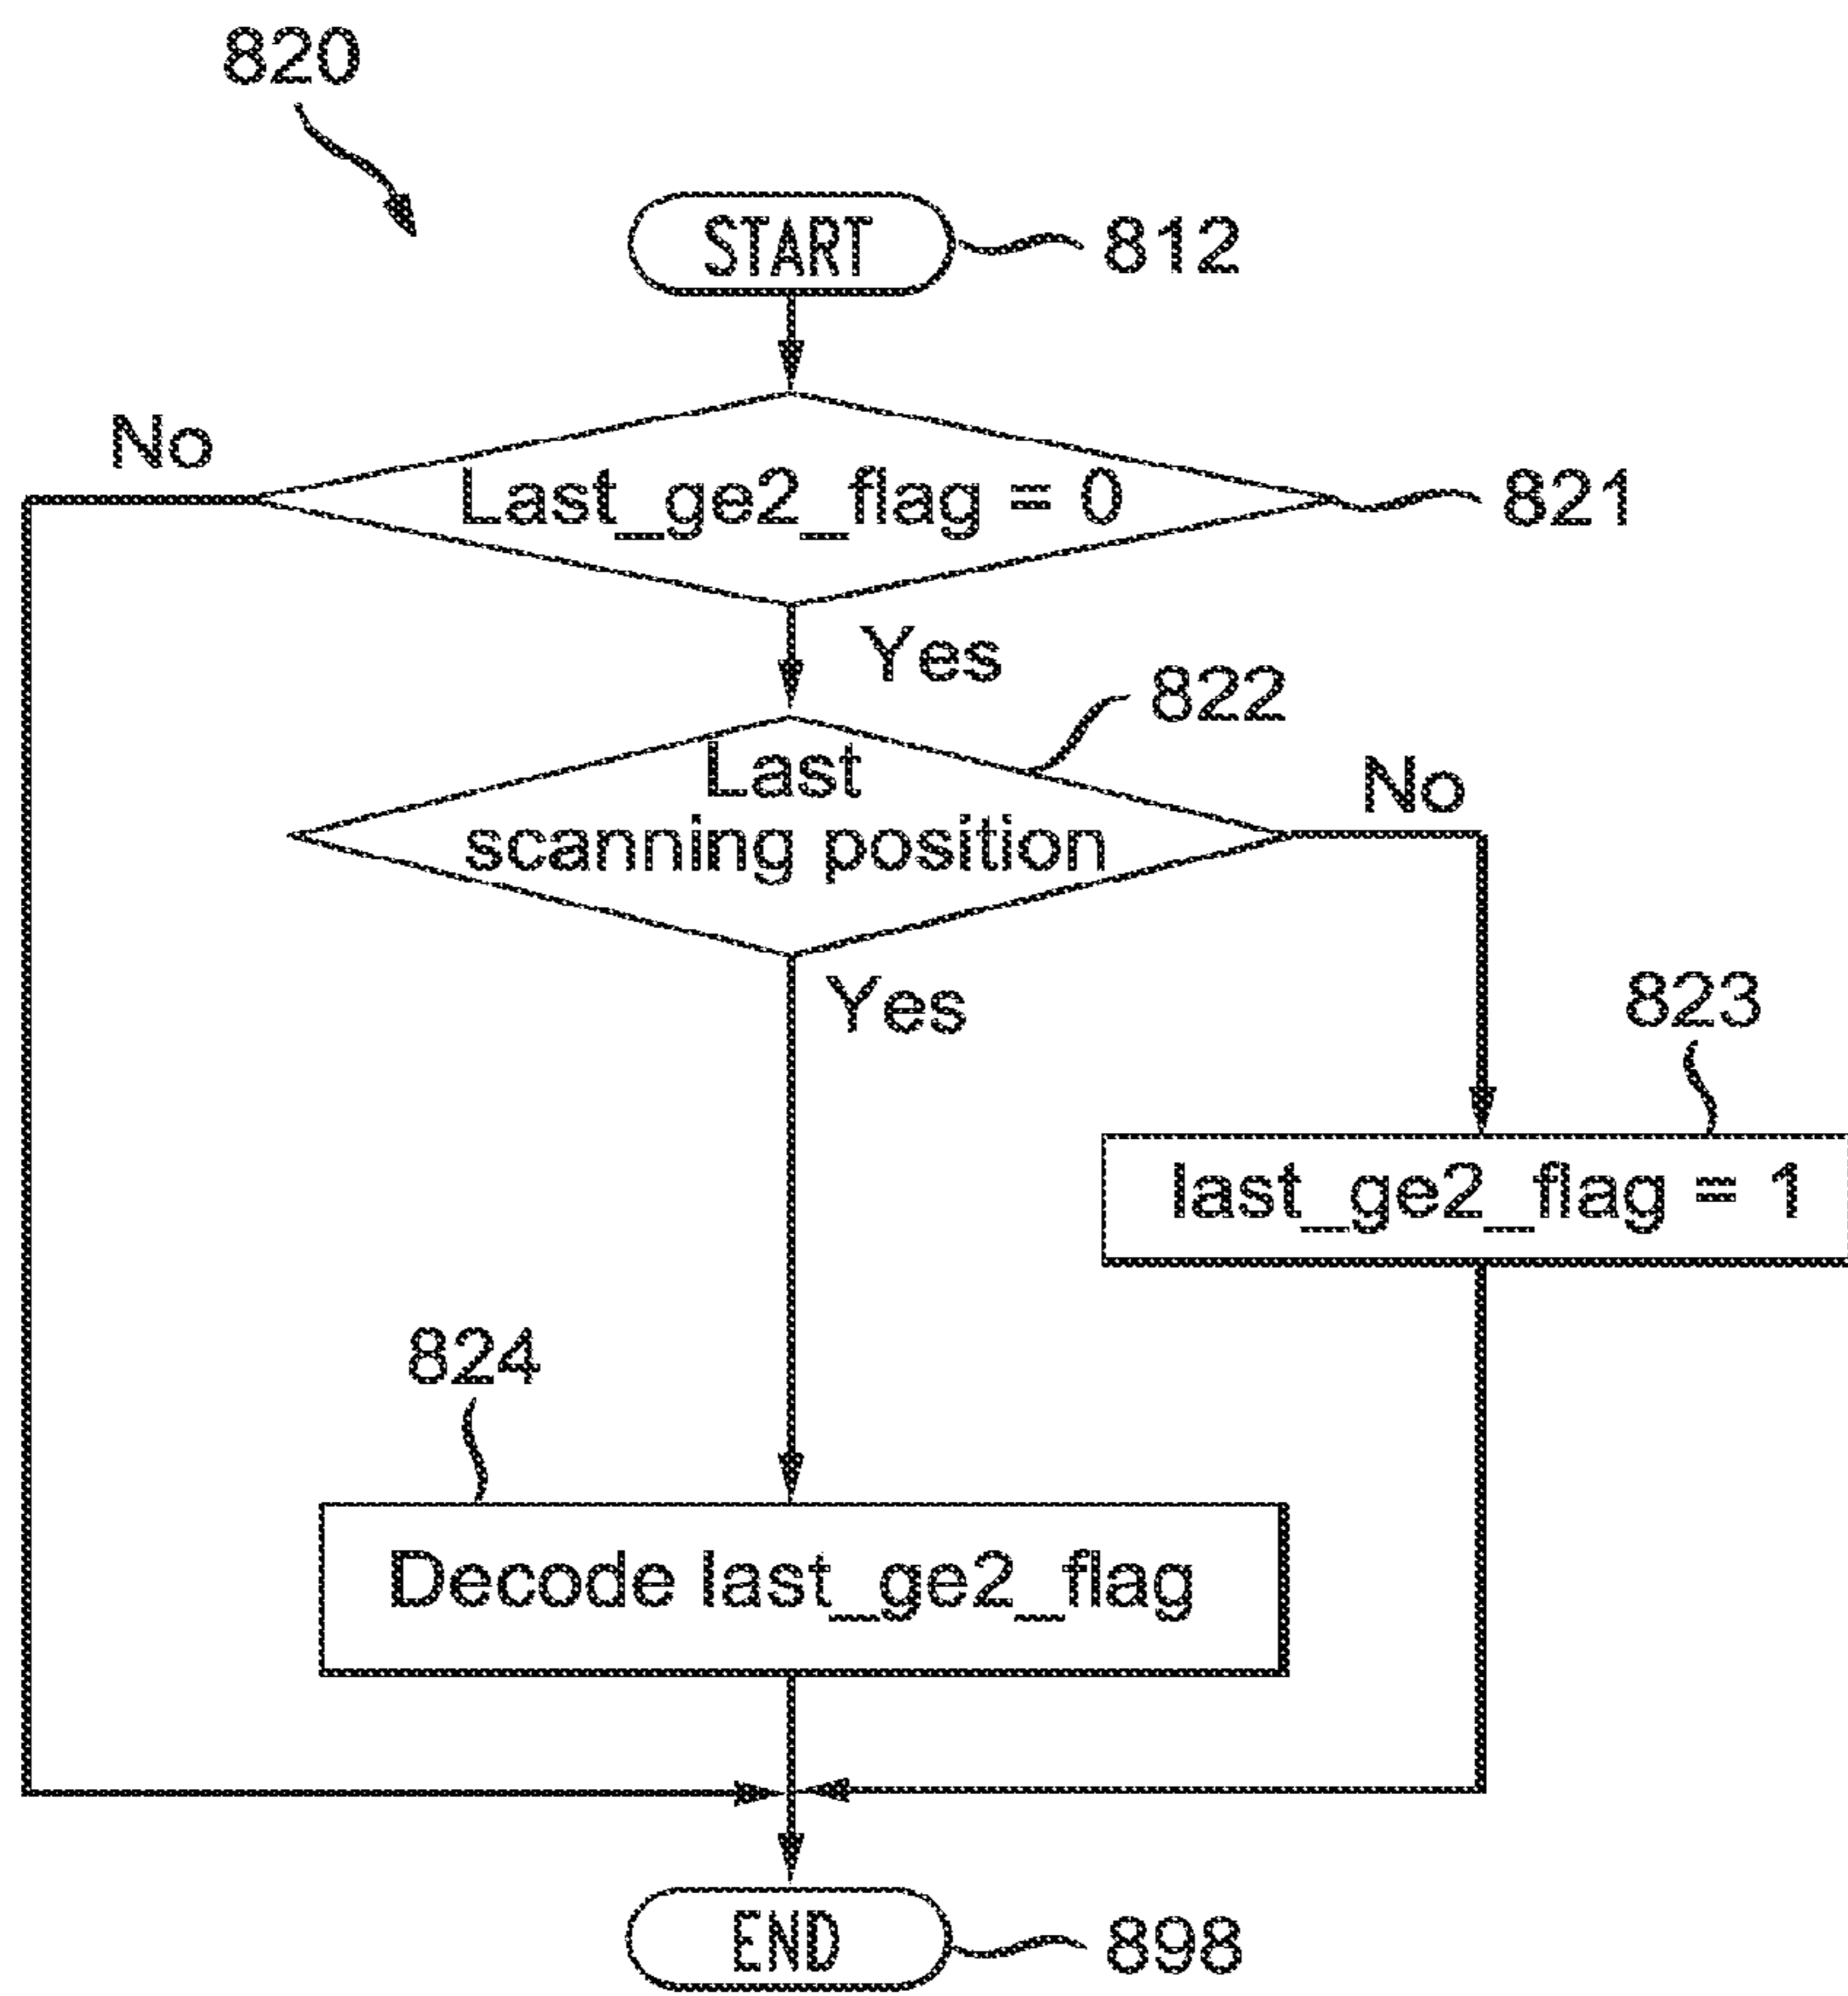 820
START
812
No
Last_ge2_flag = 0
821
Yes
822
Last
scanning position
No
Yes
823
last_ge2_flag = 1
824
Decode last_ge2_flag
END
898